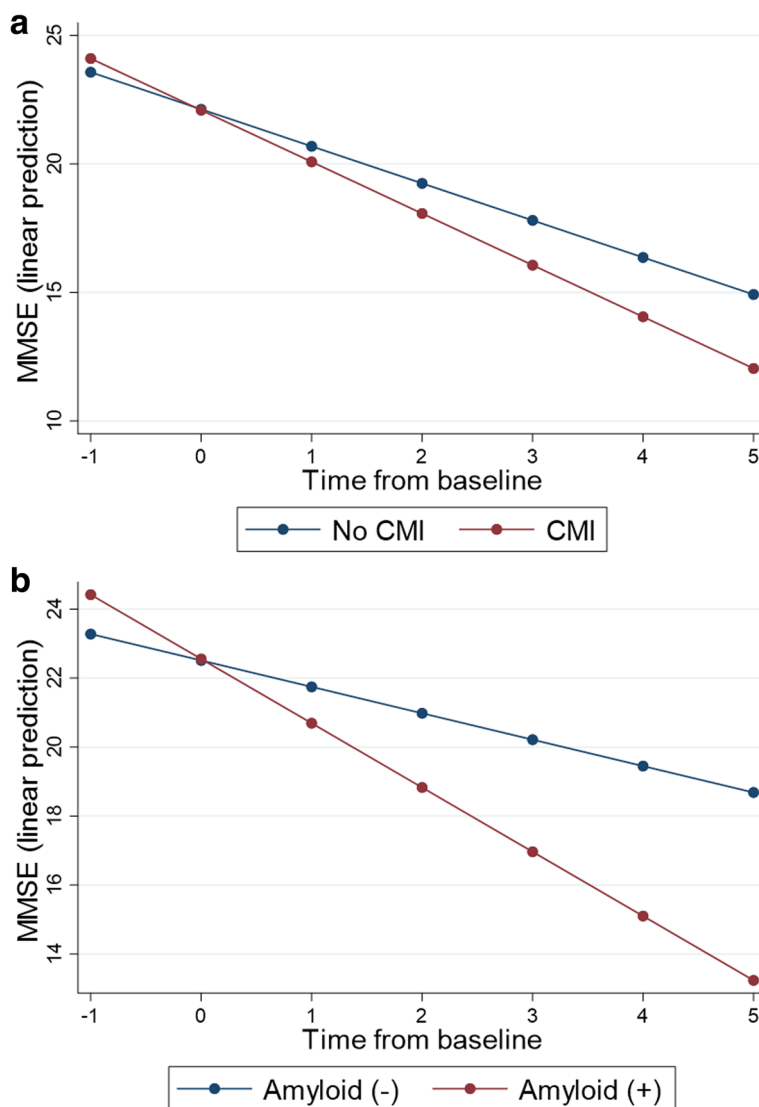 a
MMSE (linear prediction)
25
20
15
10
-1 0 1 2 3 4 5
Time from baseline
No CMI CMI
b
MMSE (linear prediction)
24
22
20
18
16
14
-1 0 1 2 3 4 5
Time from baseline
Amyloid (-) Amyloid (+)